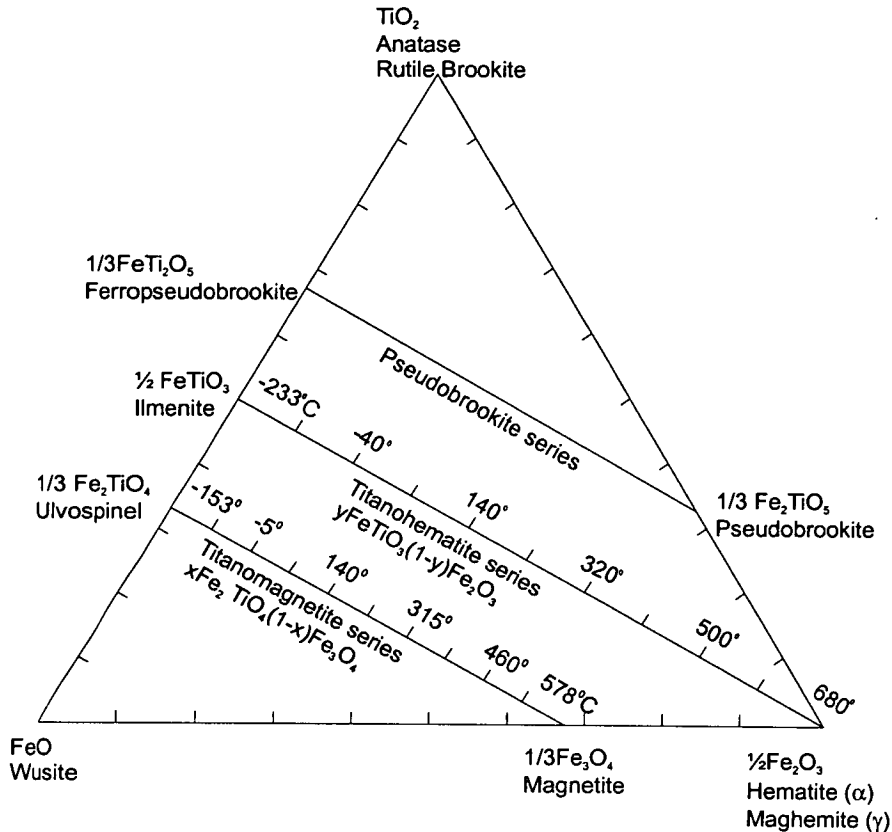 TiO₂
Anatase
Rutile Brookite
1/3FeTi₂O₅
Ferropseudobrookite
Pseudobrookite series
½ FeTiO₃
Ilmenite
-233°C
-40°
140°
320°
500°
680°
Titanohematite series
yFeTiO₃(1-y)Fe₂O₃
1/3 Fe₂TiO₅
Pseudobrookite
1/3 Fe₂TiO₄
Ulvospinel
-153°
-5°
140°
315°
460°
578°C
Titanomagnetite series
xFe₂ TiO₄(1-x)Fe₃O₄
FeO
Wusite
1/3Fe₃O₄
Magnetite
½Fe₂O₃
Hematite (α)
Maghemite (γ)